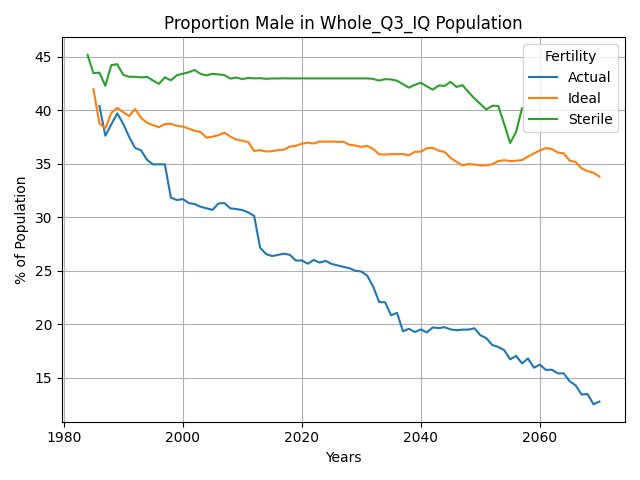 Proportion Male in Whole_Q3_IQ Population
% of Population
45
40
35
30
25
20
15
Fertility
Actual
Ideal
Sterile
1980
2000
2020
2040
2060
Years